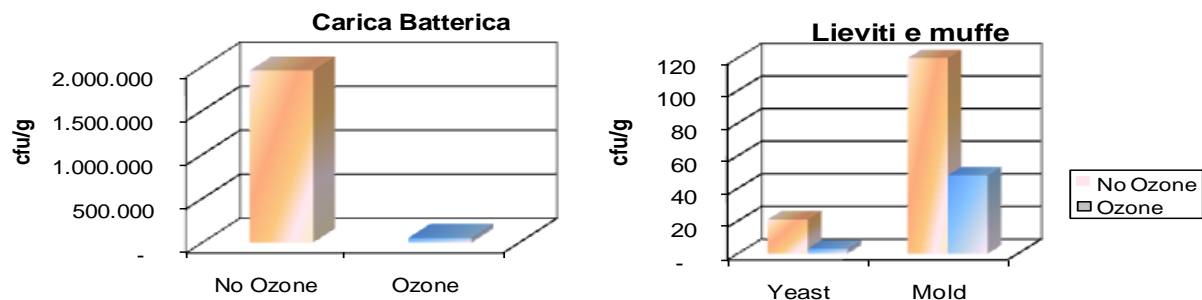 Carica Batterica
2.000.000
1.500.000
1.000.000
500.000
-
cfu/g
No Ozone
Ozone
Lieviti e muffe
120
100
80
60
40
20
-
cfu/g
Yeast
Mold
No Ozone
Ozone